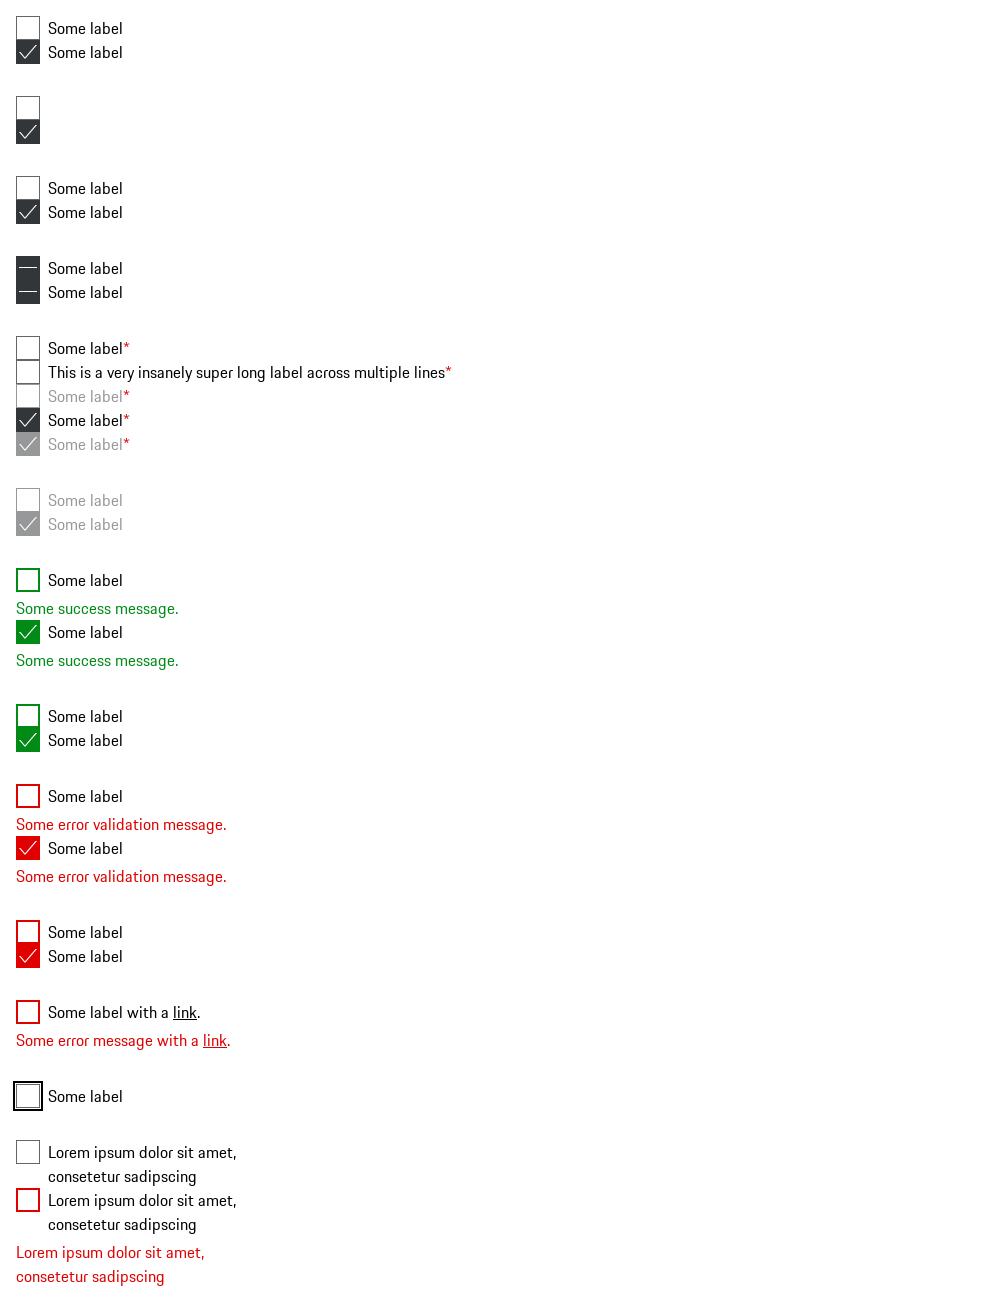 Some label
Some label
Some label
Some label
Some label
Some label
Some label*
This is a very insanely super long label across multiple lines*
Some label*
Some label*
Some label*
Some label
Some label
Some label
Some success message.
Some label
Some success message.
Some label
Some label
Some label
Some error validation message.
Some label
Some error validation message.
Some label
Some label
Some label with a link.
Some error message with a link.
Some label
Lorem ipsum dolor sit amet,
consetetur sadipscing
Lorem ipsum dolor sit amet,
consetetur sadipscing
Lorem ipsum dolor sit amet,
consetetur sadipscing